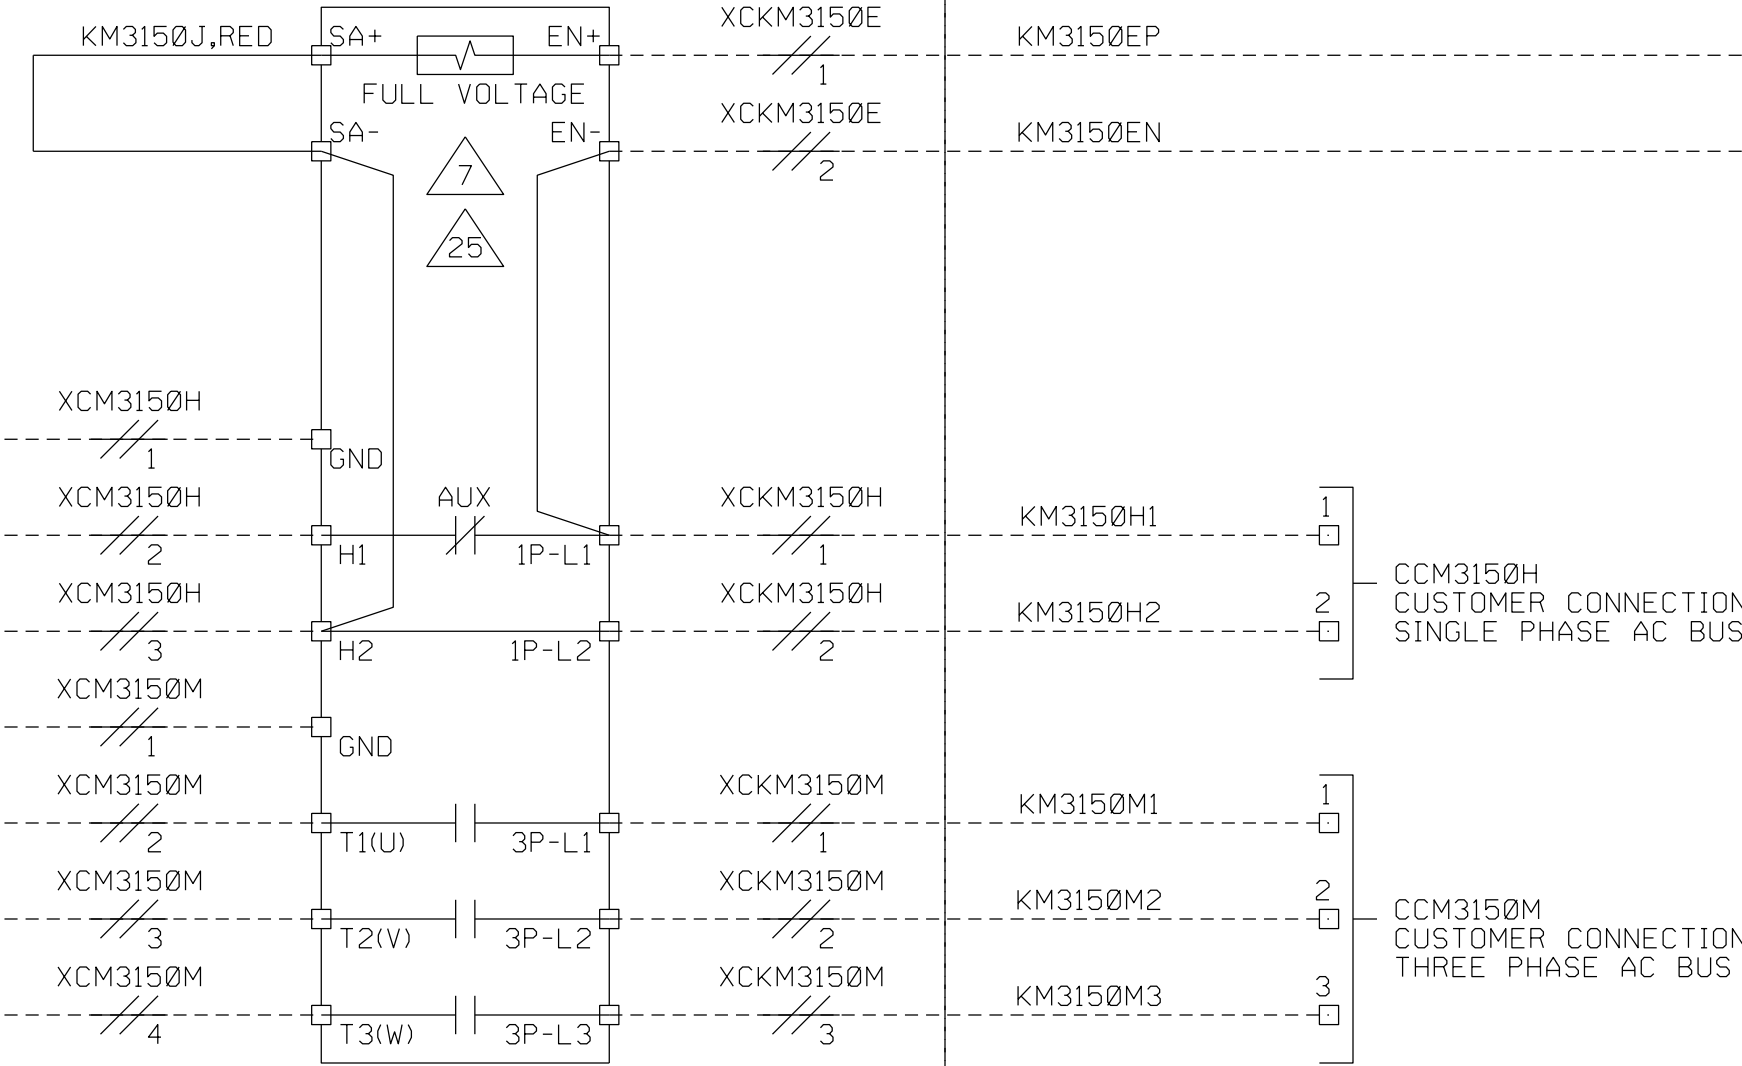 XCKM3150E
KM3150J,RED
SA+
EN+
KM3150EP
1
FULL VOLTAGE
XCKM3150E
SA-
EN-
KM3150EN
7
2
25
XCM3150H
1
GND
XCM3150H
AUX
XCKM3150H
KM3150H1
1
2
H1
1P-L1
1
CCM3150H
CUSTOMER CONNECTION
SINGLE PHASE AC BUS
XCM3150H
XCKM3150H
KM3150H2
2
3
H2
1P-L2
2
XCM3150M
1
GND
XCM3150M
XCKM3150M
KM3150M1
1
2
T1(U)
3P-L1
1
XCM3150M
XCKM3150M
KM3150M2
2
3
T2(V)
3P-L2
2
CCM3150M
CUSTOMER CONNECTION
THREE PHASE AC BUS
XCM3150M
XCKM3150M
KM3150M3
3
4
T3(W)
3P-L3
3